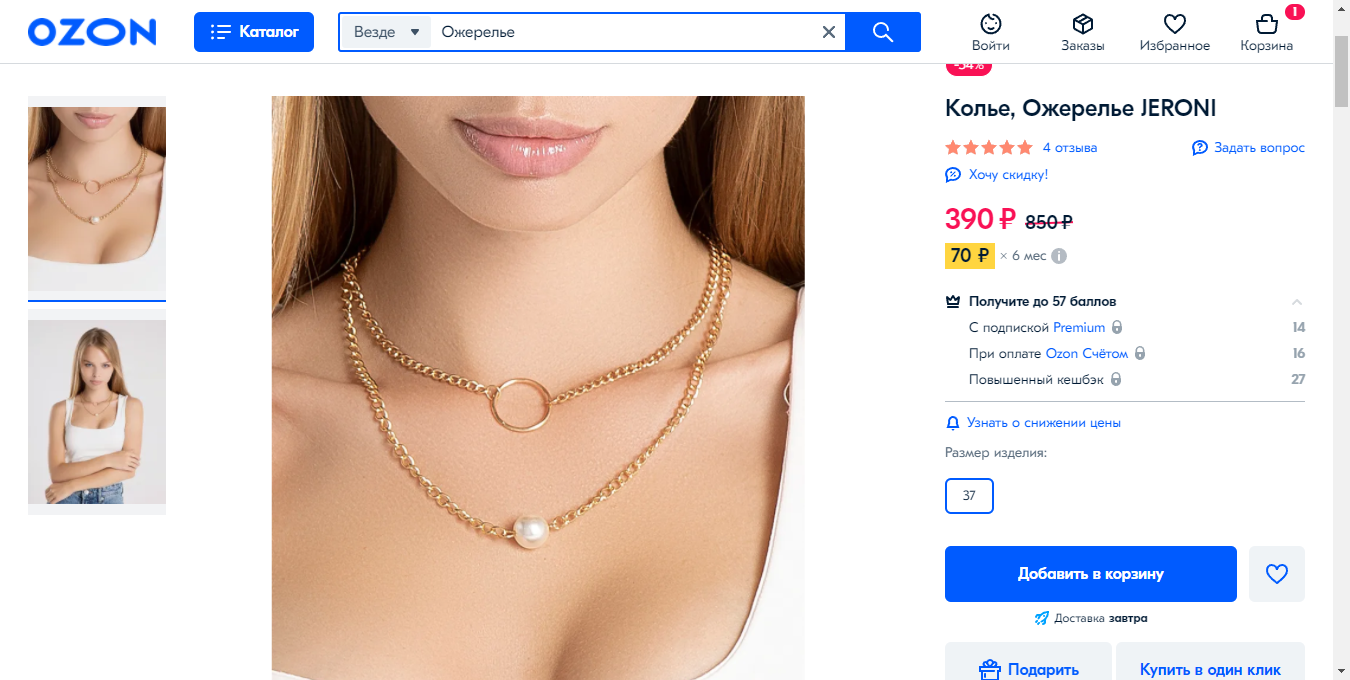 OZON
Каталог
Везде
Ожерелье
Войти
Заказы
Избранное
1
Корзина
-54%
Колье, Ожерелье JERONI
4 отзыва
Задать вопрос
Хочу скидку!
390 ₽ 850 ₽
70 ₽ × 6 мес
Получите до 57 баллов
С подпиской Premium 14
При оплате Ozon Счётом 16
Повышенный кешбэк 27
Узнать о снижении цены
Размер изделия:
37
Добавить в корзину
Доставка завтра
Подарить
Купить в один клик